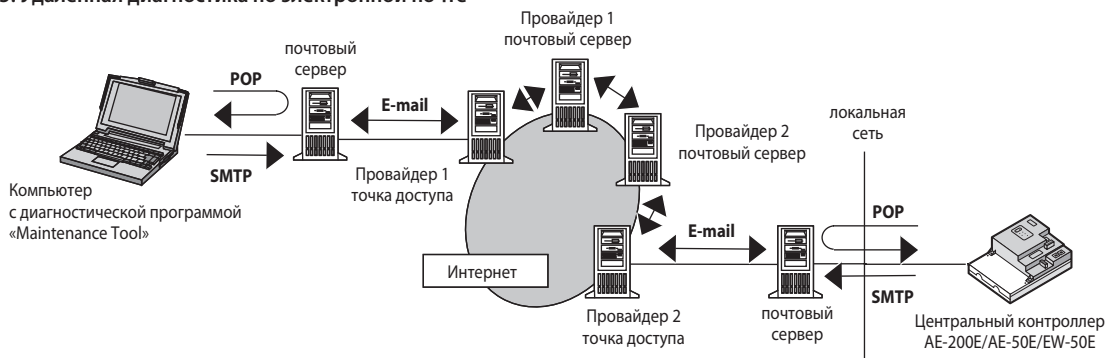 Удаленная диагностика по электронной почте
Провайдер 1
почтовый сервер
почтовый
сервер
POP
E-mail
SMTP
Провайдер 1
точка доступа
Компьютер
с диагностической программой
«Maintenance Tool»
Провайдер 2
почтовый сервер
локальная
сеть
Интернет
E-mail
POP
SMTP
Провайдер 2
точка доступа
почтовый
сервер
Центральный контроллер
AE-200E/AE-50E/EW-50E